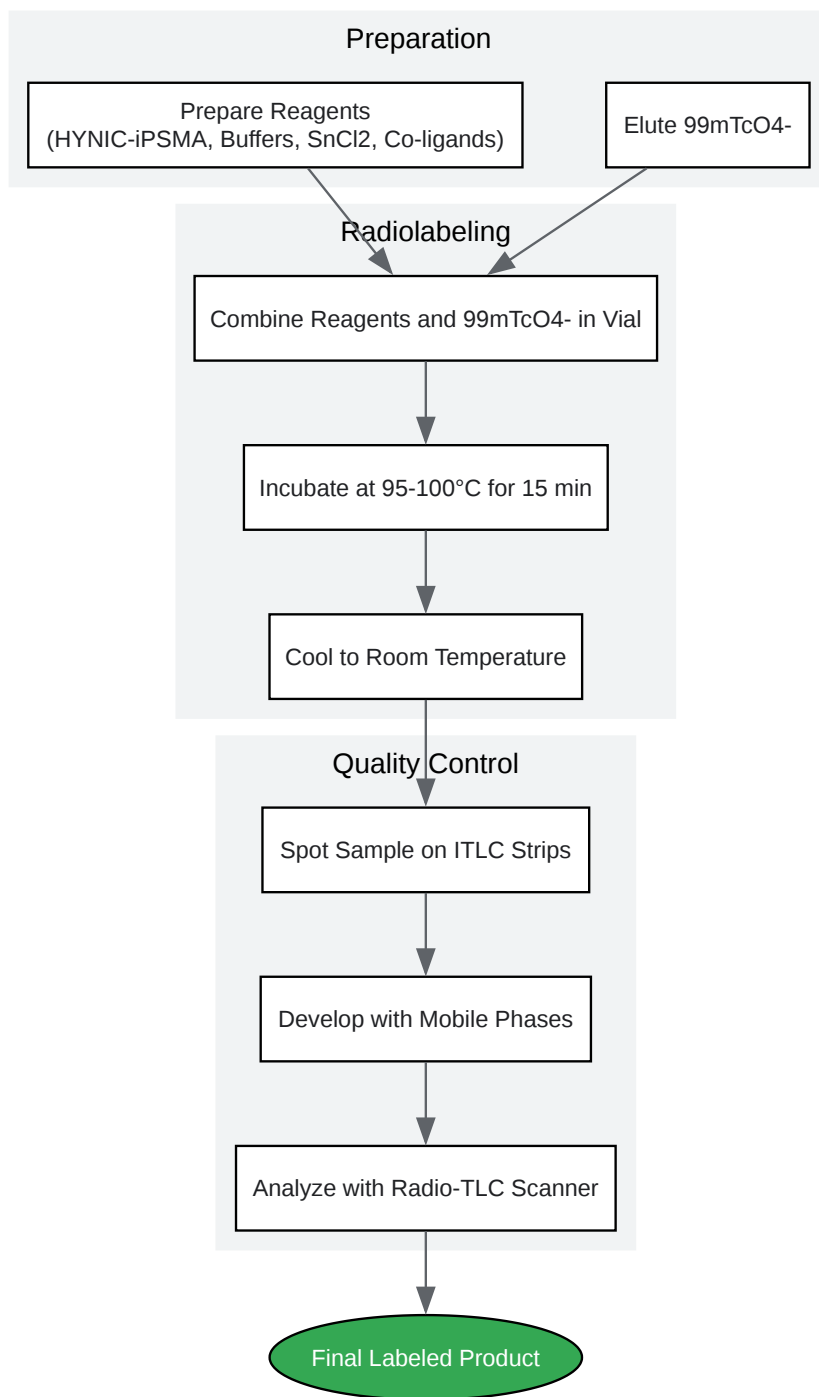 Preparation
Prepare Reagents
(HYNIC-iPSMA, Buffers, SnCl2, Co-ligands)
Elute 99mTcO4-
Radiolabeling
Combine Reagents and 99mTcO4- in Vial
Incubate at 95-100°C for 15 min
Cool to Room Temperature
Quality Control
Spot Sample on ITLC Strips
Develop with Mobile Phases
Analyze with Radio-TLC Scanner
Final Labeled Product